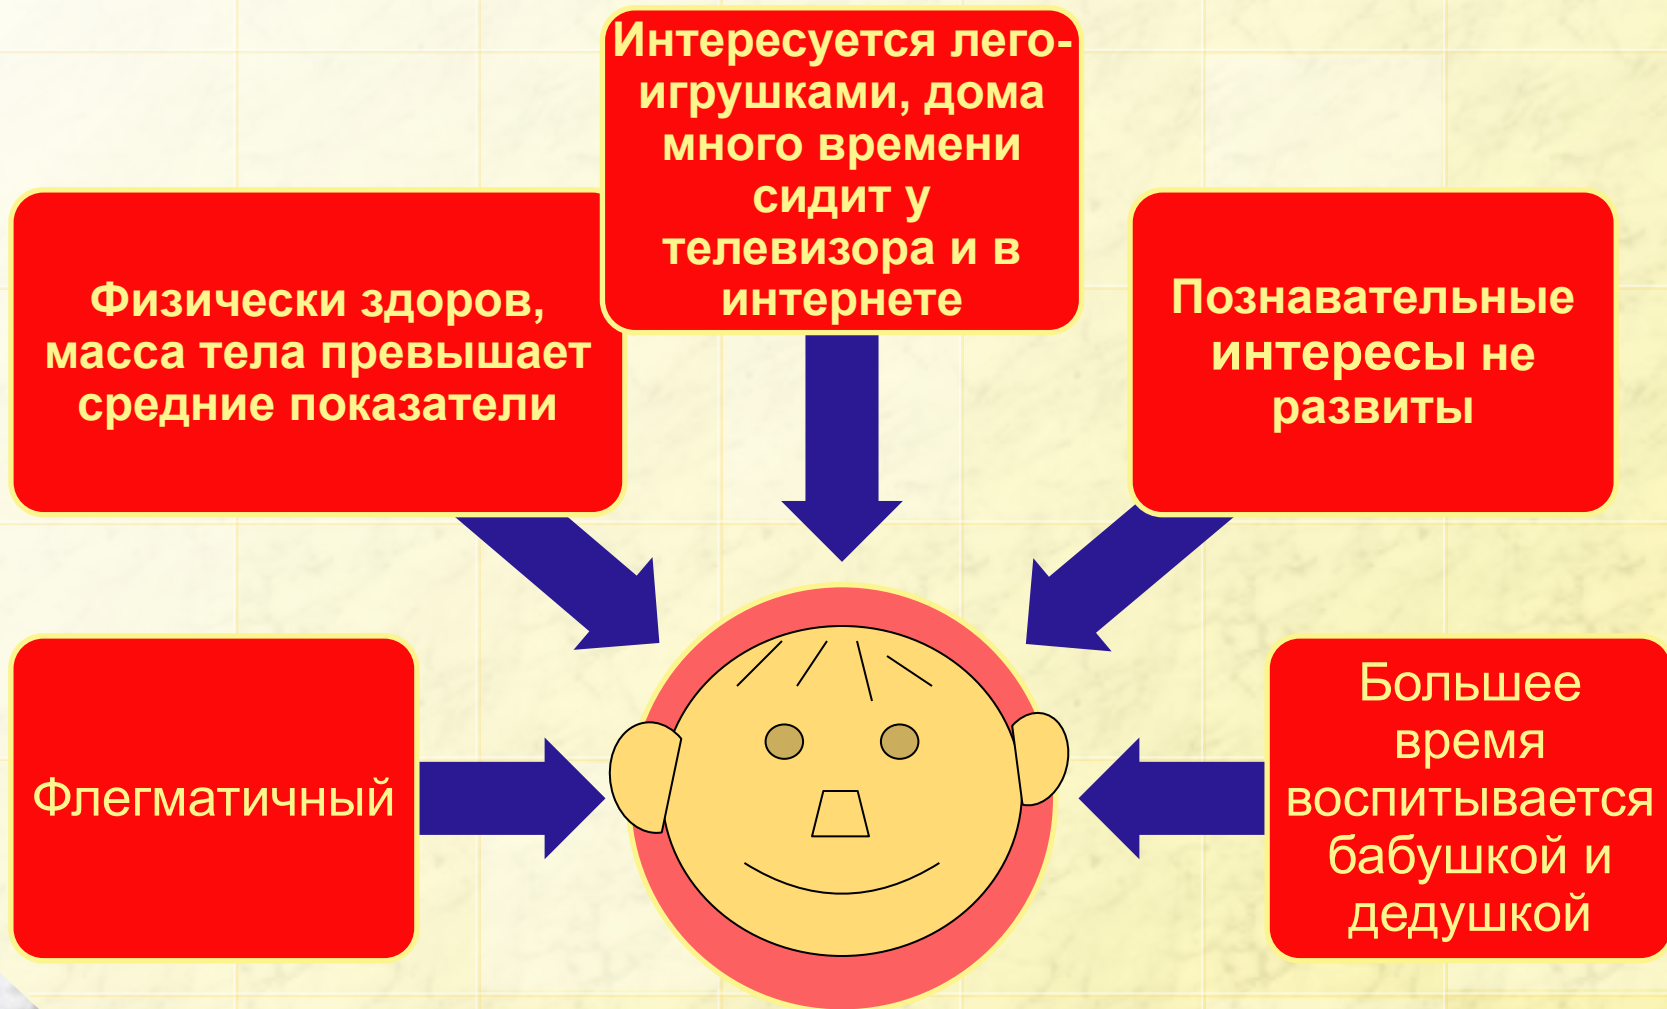 Интересуется лего-
игрушками, дома
много времени
сидит у
телевизора и в
интернете
Физически здоров,
масса тела превышает
средние показатели
Познавательные
интересы не
развиты
Флегматичный
Большее
время
воспитывается
бабушкой и
дедушкой